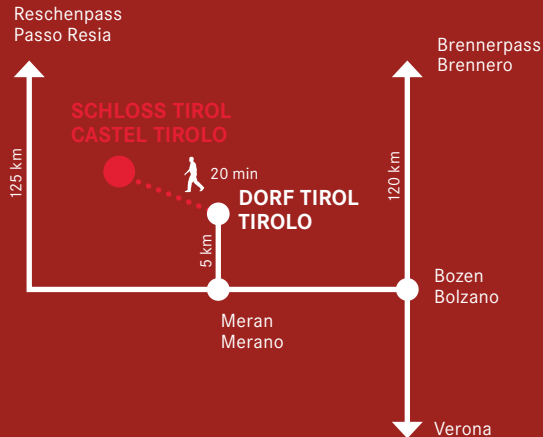 Reschenpass
Passo Resia
Brennerpass
Brennero
SCHLOSS TIROL
CASTEL TIROLO
125 km
20 min
120 km
DORF TIROL
TIROLO
5 km
Bozen
Bolzano
Meran
Merano
Verona